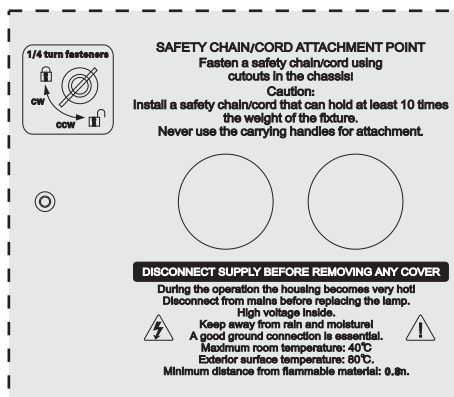 1/4 turn fasteners
CW
CCW
SAFETY CHAIN/CORD ATTACHMENT POINT
Fasten a safety chain/cord using
cutouts in the chassis!
Caution:
Install a safety chain/cord that can hold at least 10 times
the weight of the fixture.
Never use the carrying handles for attachment.
DISCONNECT SUPPLY BEFORE REMOVING ANY COVER
During the operation the housing becomes very hot!
Disconnect from mains before replacing the lamp.
High voltage inside.
Keep away from rain and moisture!
A good ground connection is essential.
Maximum room temperature: 40°C
Exterior surface temperature: 80°C.
Minimum distance from flammable material: